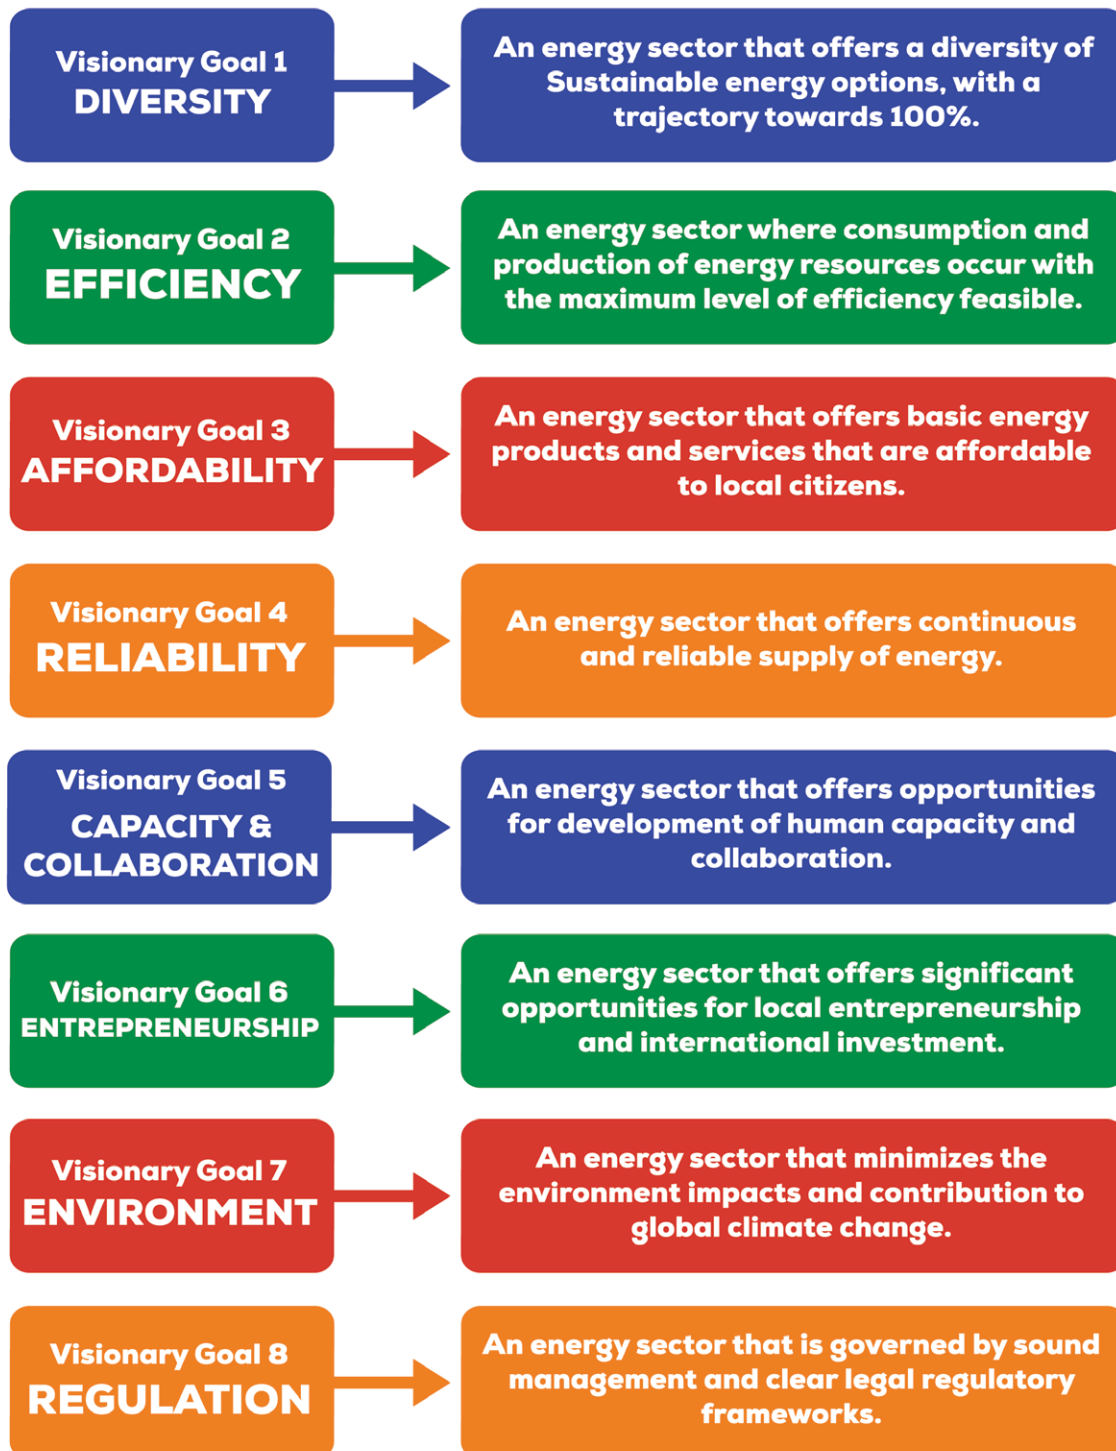 Visionary Goal 1
DIVERSITY
An energy sector that offers a diversity of
Sustainable energy options, with a
trajectory towards 100%.
Visionary Goal 2
EFFICIENCY
An energy sector where consumption and
production of energy resources occur with
the maximum level of efficiency feasible.
Visionary Goal 3
AFFORDABILITY
An energy sector that offers basic energy
products and services that are affordable
to local citizens.
Visionary Goal 4
RELIABILITY
An energy sector that offers continuous
and reliable supply of energy.
Visionary Goal 5
CAPACITY &
COLLABORATION
An energy sector that offers opportunities
for development of human capacity and
collaboration.
Visionary Goal 6
ENTREPRENEURSHIP
An energy sector that offers significant
opportunities for local entrepreneurship
and international investment.
Visionary Goal 7
ENVIRONMENT
An energy sector that minimizes the
environment impacts and contribution to
global climate change.
Visionary Goal 8
REGULATION
An energy sector that is governed by sound
management and clear legal regulatory
frameworks.